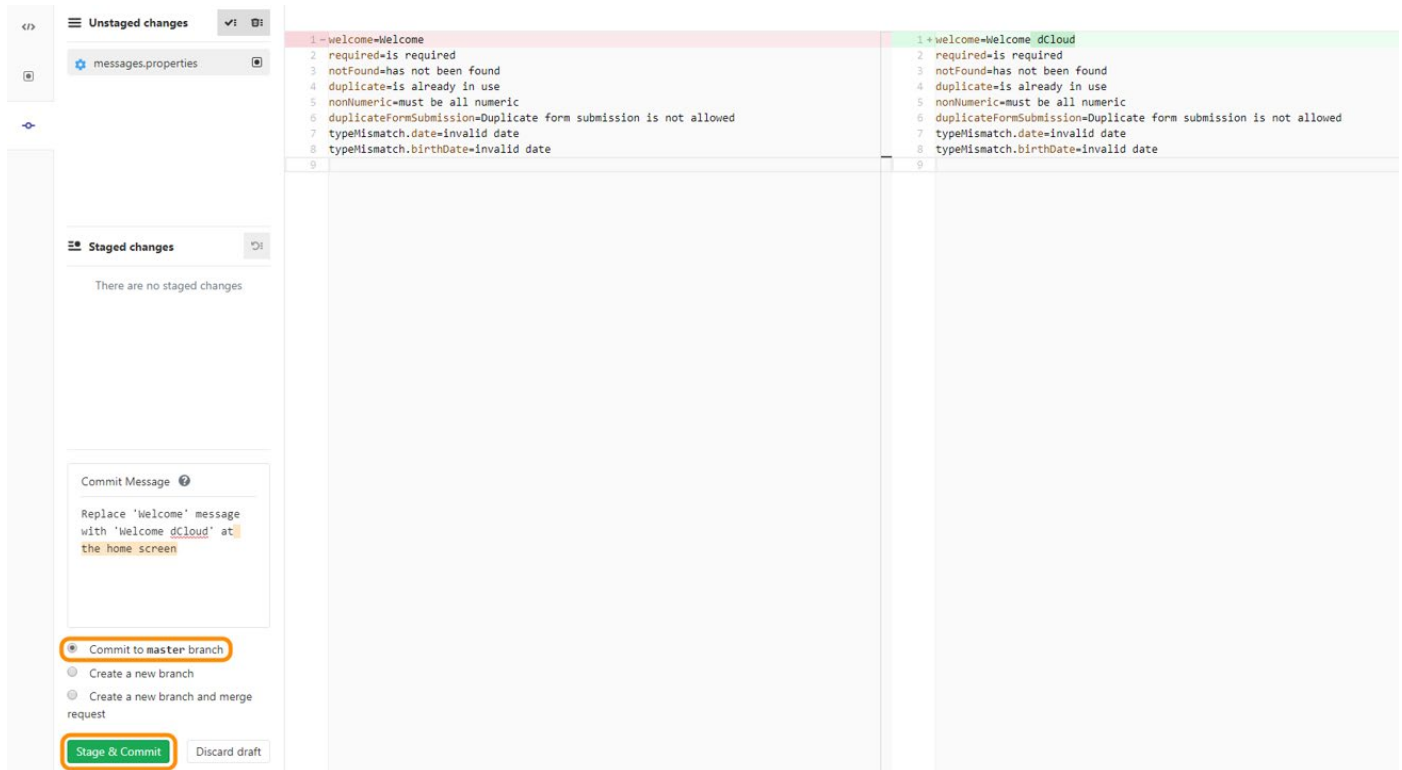 </>
Unstaged changes
messages.properties
Staged changes
There are no staged changes
Commit Message ?
Replace 'Welcome' message
with 'Welcome dCloud' at
the home screen
Commit to master branch
Create a new branch
Create a new branch and merge
request
Stage & Commit Discard draft
1 - welcome=Welcome
2 required=is required
3 notFound=has not been found
4 duplicate=is already in use
5 nonNumeric=must be all numeric
6 duplicateFormSubmission=Duplicate form submission is not allowed
7 typeMismatch.date=invalid date
8 typeMismatch.birthDate=invalid date
9
1 + welcome=Welcome dCloud
2 required=is required
3 notFound=has not been found
4 duplicate=is already in use
5 nonNumeric=must be all numeric
6 duplicateFormSubmission=Duplicate form submission is not allowed
7 typeMismatch.date=invalid date
8 typeMismatch.birthDate=invalid date
9